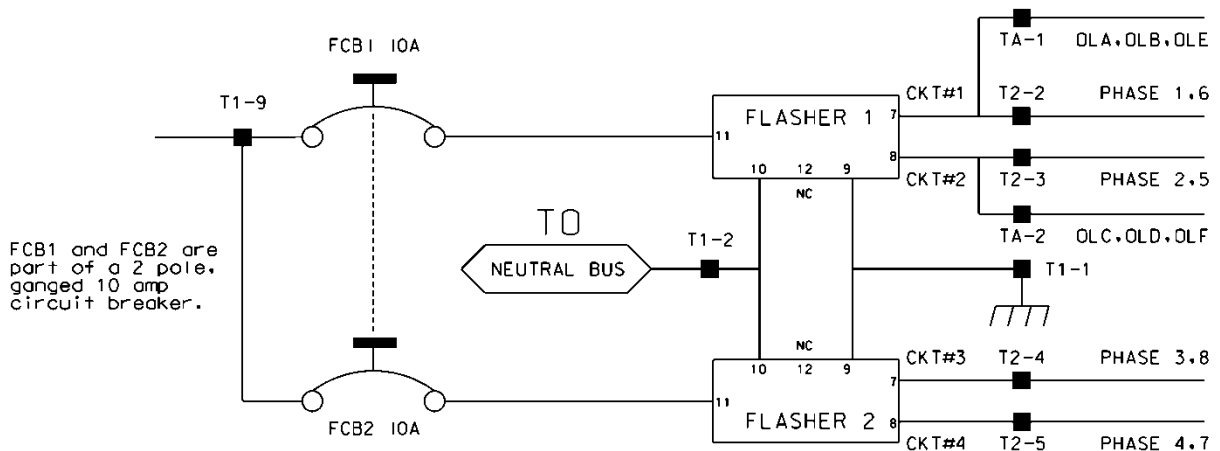 FCB1 10A
T1-9
TA-1 OLA,OLB,OLE
CKT#1 T2-2 PHASE 1,6
FLASHER 1
11
7
8
10 12 9
NC
CKT#2 T2-3 PHASE 2,5
TA-2 OLC,OLD,OLF
FCB1 and FCB2 are
part of a 2 pole,
ganged 10 amp
circuit breaker.
TO
NEUTRAL BUS
T1-2
T1-1
NC
10 12 9
CKT#3 T2-4 PHASE 3,8
7
11
FLASHER 2
8
FCB2 10A
CKT#4 T2-5 PHASE 4,7